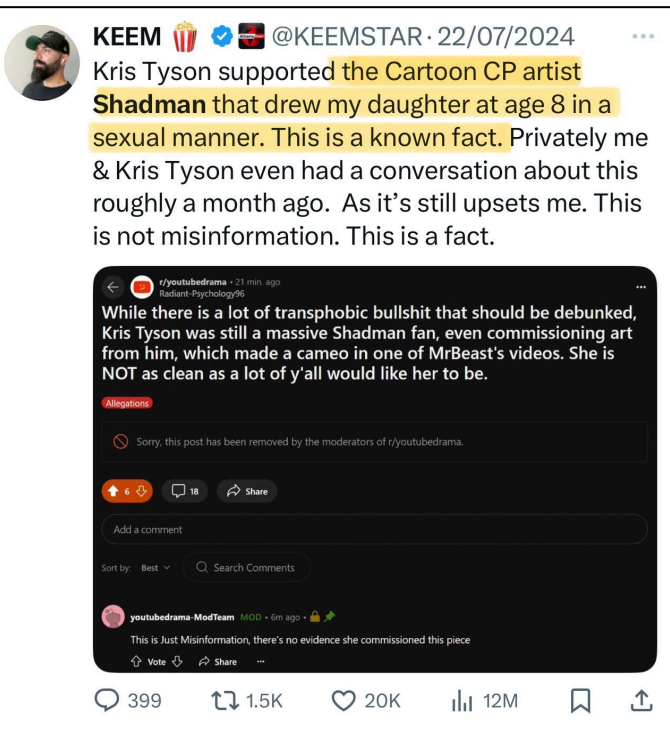 KEEM 🍿 @KEEMSTAR · 22/07/2024
Kris Tyson supported the Cartoon CP artist
Shadman that drew my daughter at age 8 in a
sexual manner. This is a known fact. Privately me
& Kris Tyson even had a conversation about this
roughly a month ago.  As it's still upsets me. This
is not misinformation. This is a fact.
r/youtubedrama • 21 min. ago
Radiant-Psychology96
While there is a lot of transphobic bullshit that should be debunked,
Kris Tyson was still a massive Shadman fan, even commissioning art
from him, which made a cameo in one of MrBeast's videos. She is
NOT as clean as a lot of y'all would like her to be.
Allegations
Sorry, this post has been removed by the moderators of r/youtubedrama.
6 18 Share
Add a comment
Sort by: Best Search Comments
youtubedrama-ModTeam MOD • 6m ago •
This is Just Misinformation, there's no evidence she commissioned this piece
Vote Share
399 1.5K 20K 12M